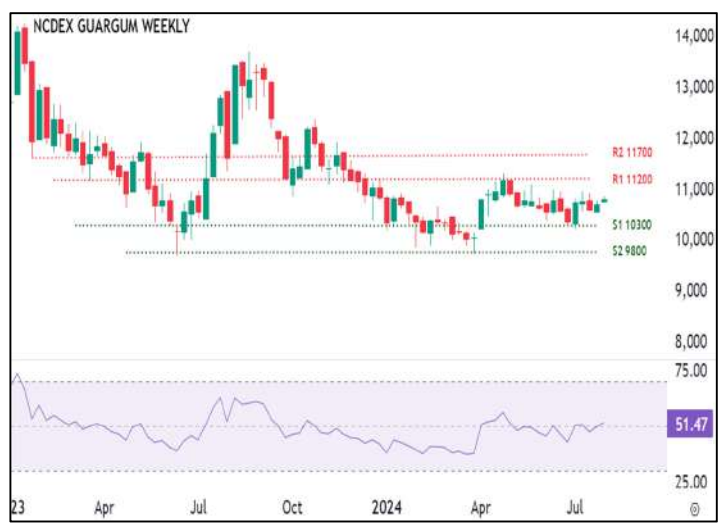 NCDEX GUARGUM WEEKLY
14,000
13,000
12,000
R2 11700
R1 11200
11,000
S1 10300
10,000
S2 9800
9,000
8,000
75.00
51.47
25.00
23 Apr Jul Oct 2024 Apr Jul